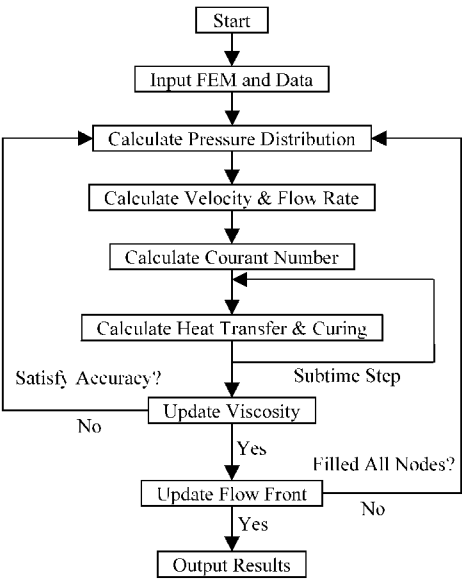 Start
Input FEM and Data
Calculate Pressure Distribution
Calculate Velocity & Flow Rate
Calculate Courant Number
Calculate Heat Transfer & Curing
Subtime Step
Satisfy Accuracy?
Update Viscosity
No
Yes
Filled All Nodes?
Update Flow Front
No
Yes
Output Results